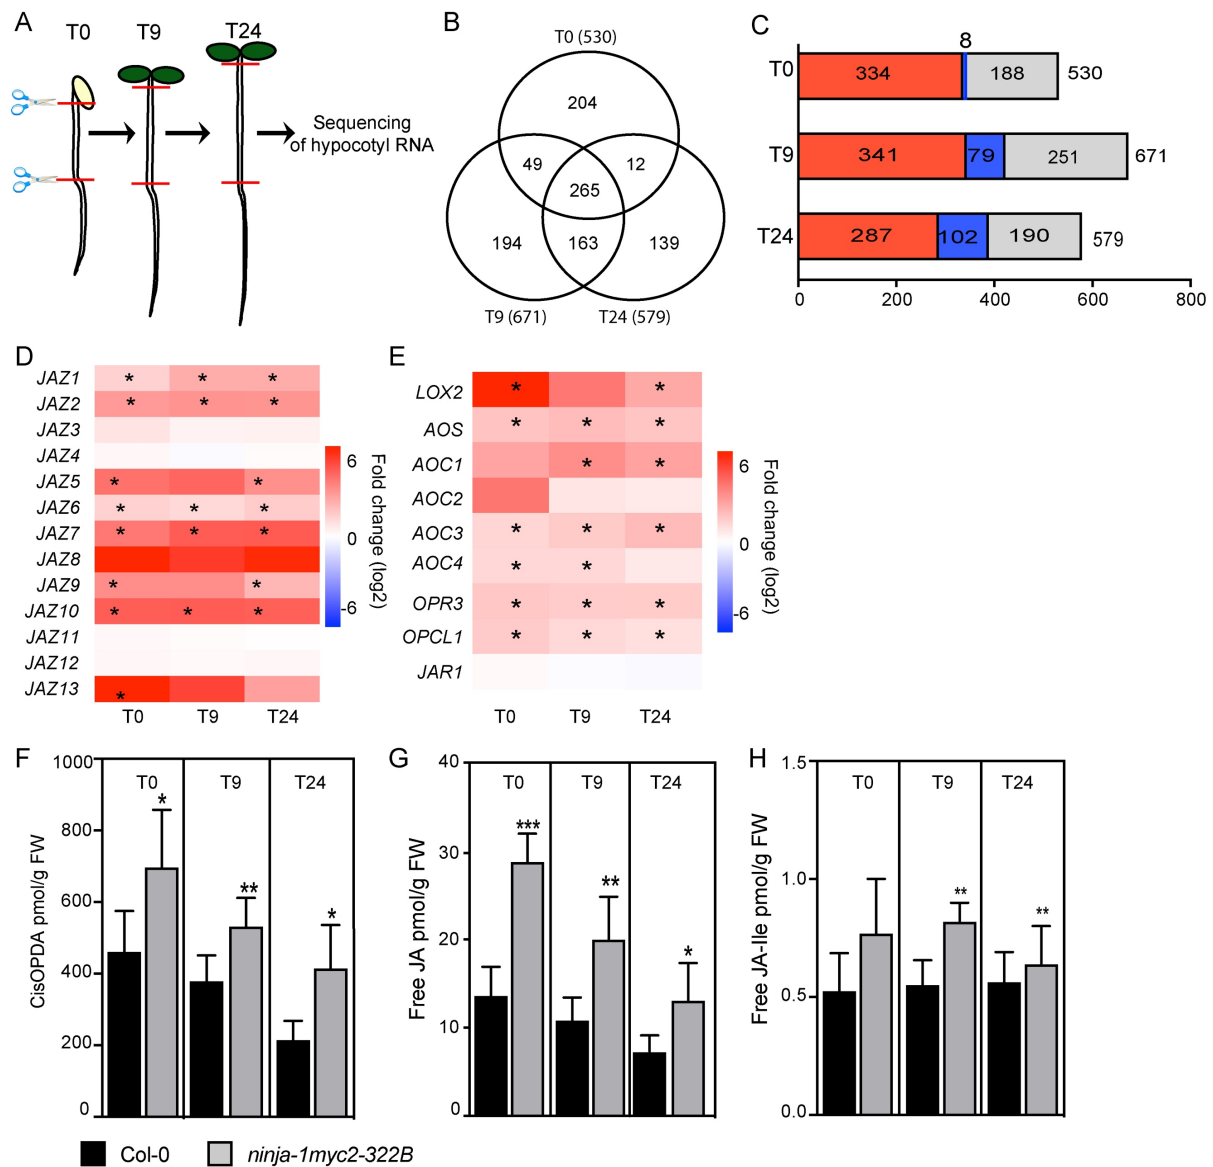 A
T0
T9
T24
Sequencing
of hypocotyl RNA
B
T0 (530)
204
49
12
265
194
163
139
T9 (671)
T24 (579)
C
8
T0
334
188
530
T9
341
79
251
671
T24
287
102
190
579
0
200
400
600
800
D
JAZ1
* * *
JAZ2
* * *
JAZ3
JAZ4
JAZ5
* *
JAZ6
* * *
JAZ7
* * *
JAZ8
JAZ9
* *
JAZ10
* * *
JAZ11
JAZ12
JAZ13
*
T0
T9
T24
6
0
-6
Fold change (log2)
E
LOX2
* *
AOS
* * *
AOC1
* *
AOC2
AOC3
* * *
AOC4
* *
OPR3
* * *
OPCL1
* * *
JAR1
T0
T9
T24
6
0
-6
Fold change (log2)
F
CisOPDA pmol/g FW
1000
800
600
400
200
0
T0
T9
T24
*
**
*
G
Free JA pmol/g FW
40
30
20
10
0
T0
T9
T24
***
**
*
H
Free JA-Ile pmol/g FW
1.5
1.0
0.5
0.0
T0
T9
T24
**
**
Col-0
ninja-1myc2-322B